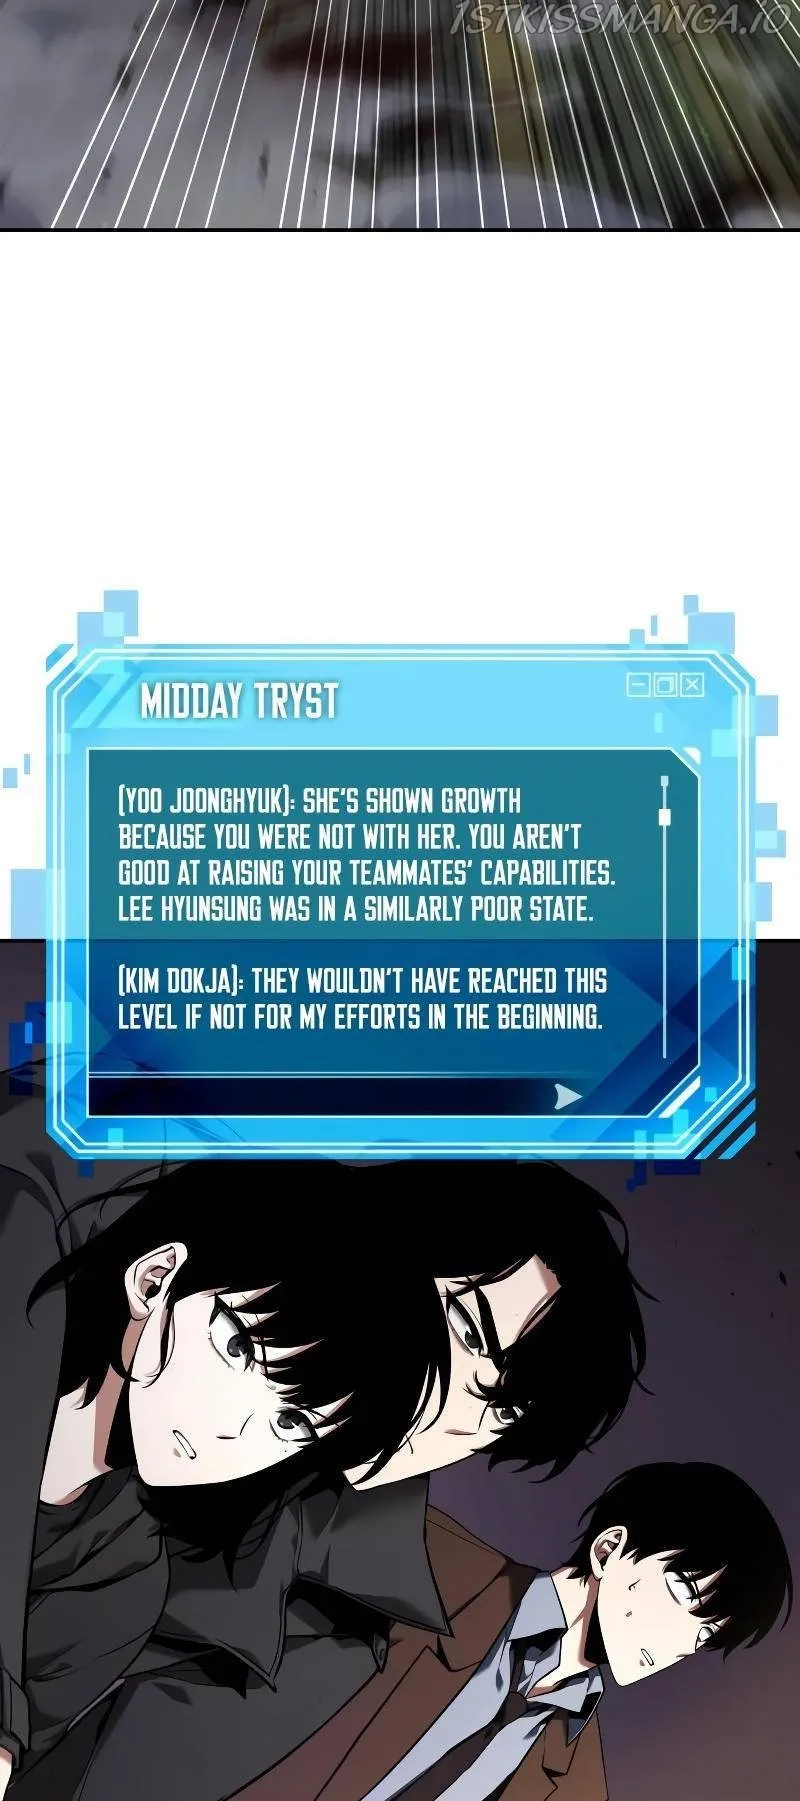 1STKISSMANGA.IO
MIDDAY TRYST
(YOO JOONGHYUK): SHE'S SHOWN GROWTH
BECAUSE YOU WERE NOT WITH HER. YOU AREN'T
GOOD AT RAISING YOUR TEAMMATES' CAPABILITIES.
LEE HYUNSUNG WAS IN A SIMILARLY POOR STATE.
(KIM DOKJA): THEY WOULDN'T HAVE REACHED THIS
LEVEL IF NOT FOR MY EFFORTS IN THE BEGINNING.